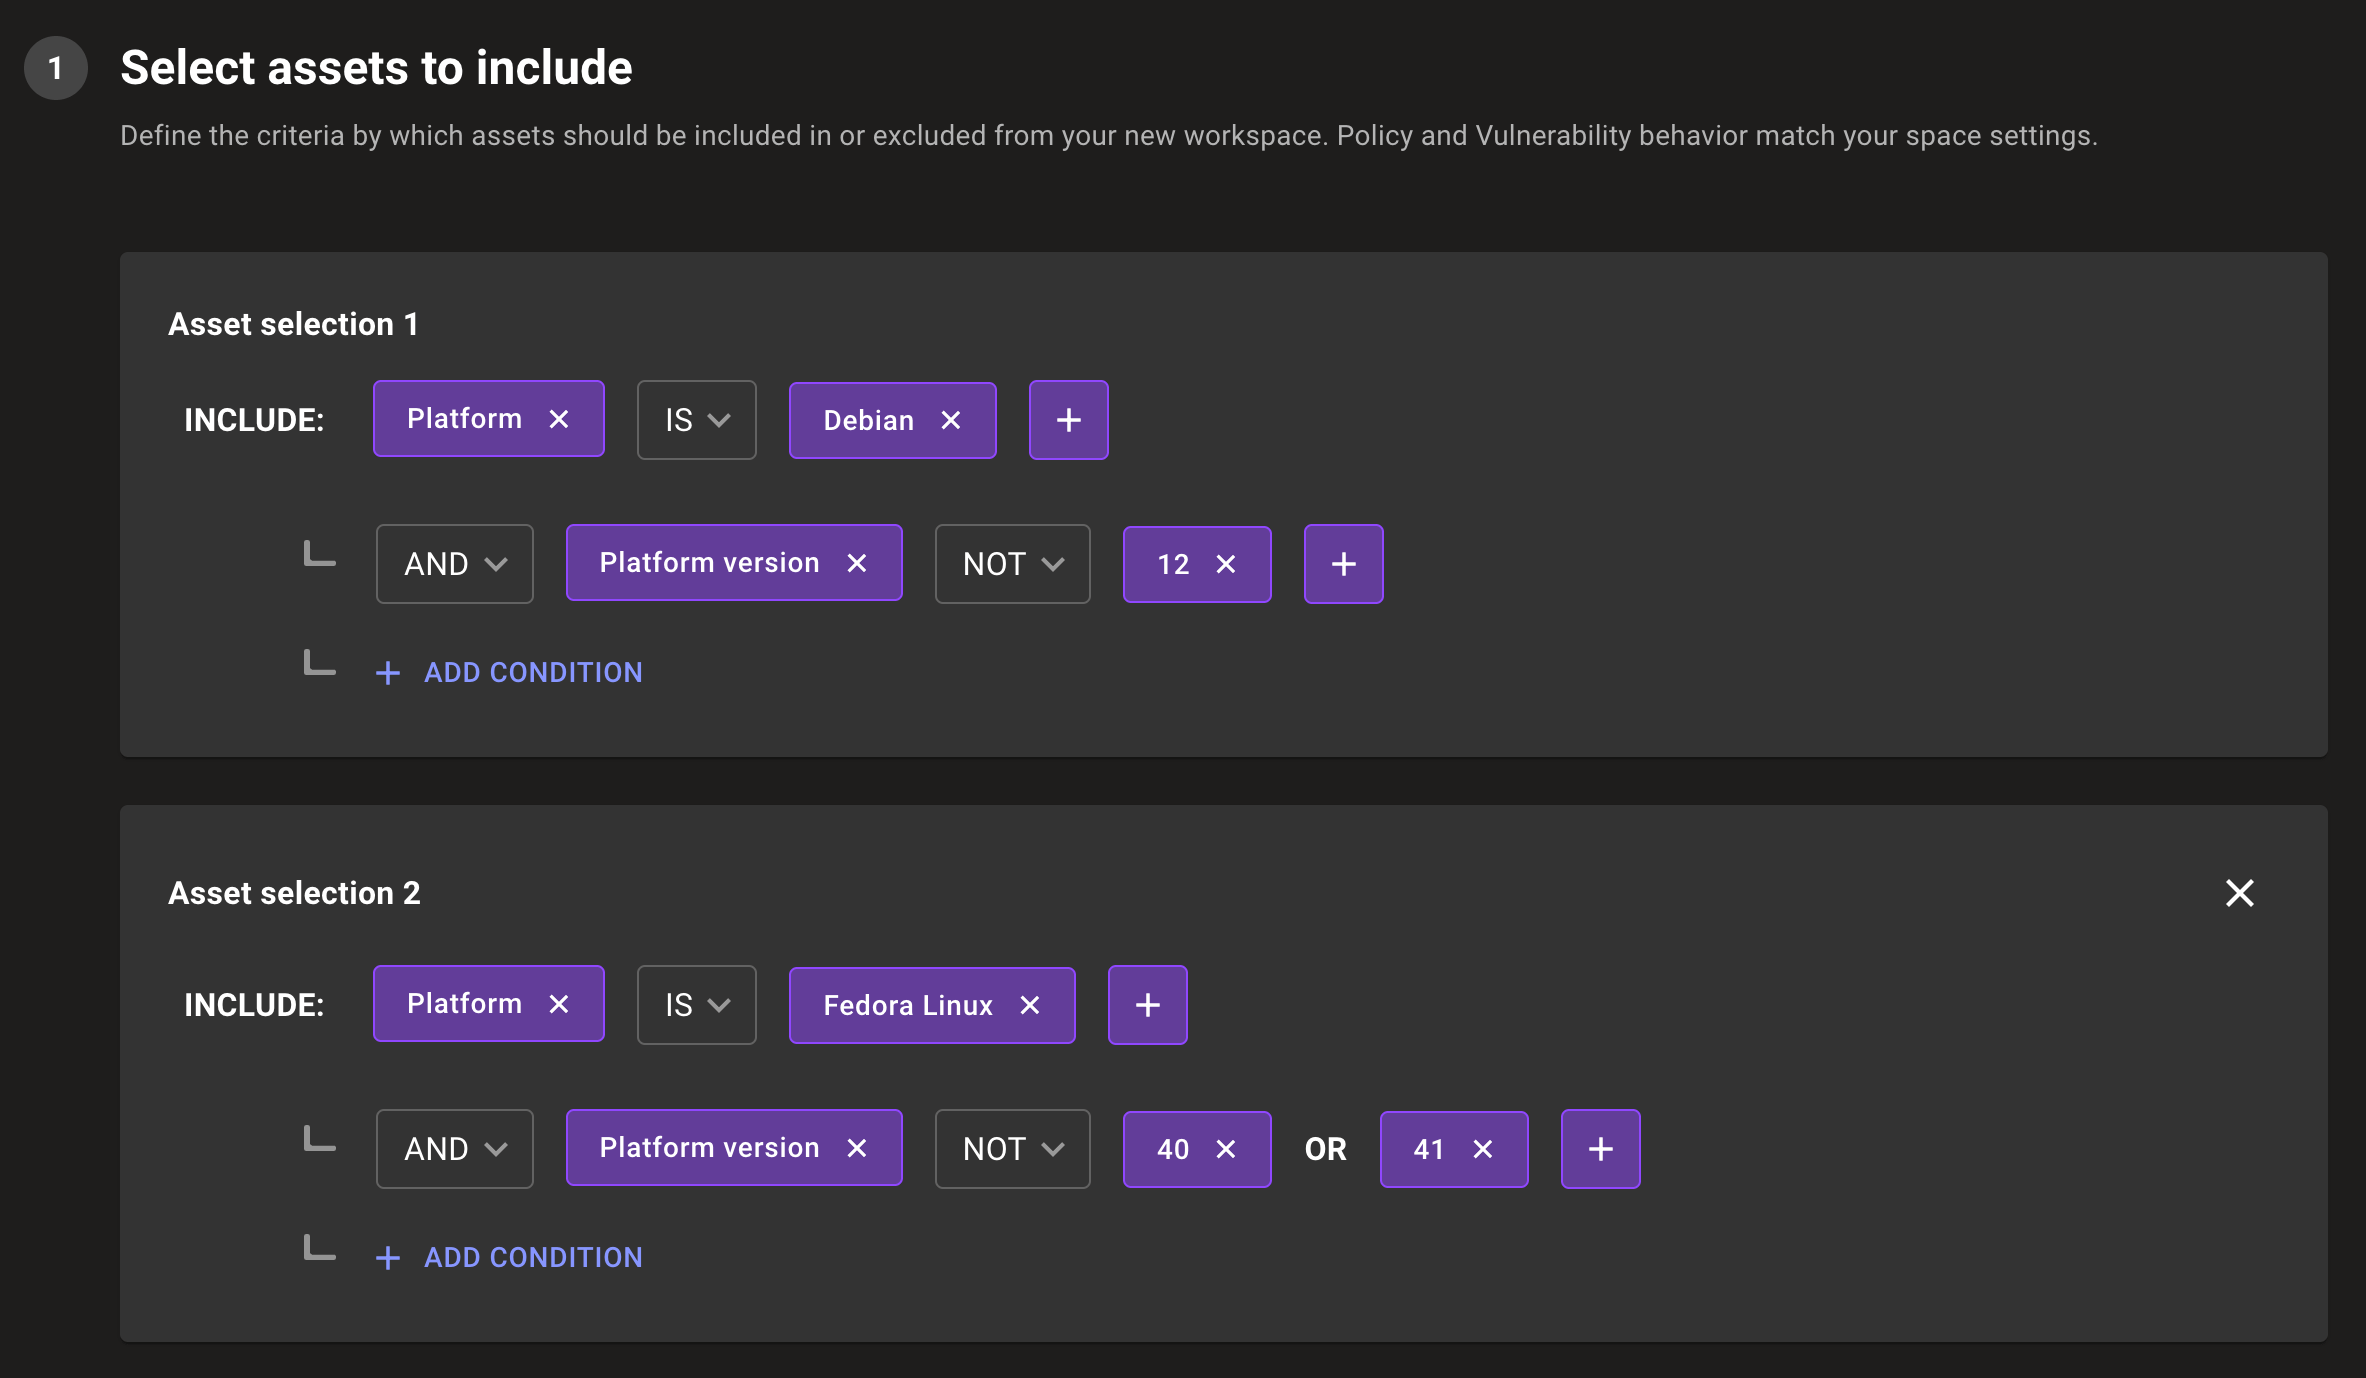 1 Select assets to include
Define the criteria by which assets should be included in or excluded from your new workspace. Policy and Vulnerability behavior match your space settings.
Asset selection 1
INCLUDE: Platform IS Debian
AND Platform version NOT 12
ADD CONDITION
Asset selection 2
INCLUDE: Platform IS Fedora Linux
AND Platform version NOT 40 OR 41
ADD CONDITION